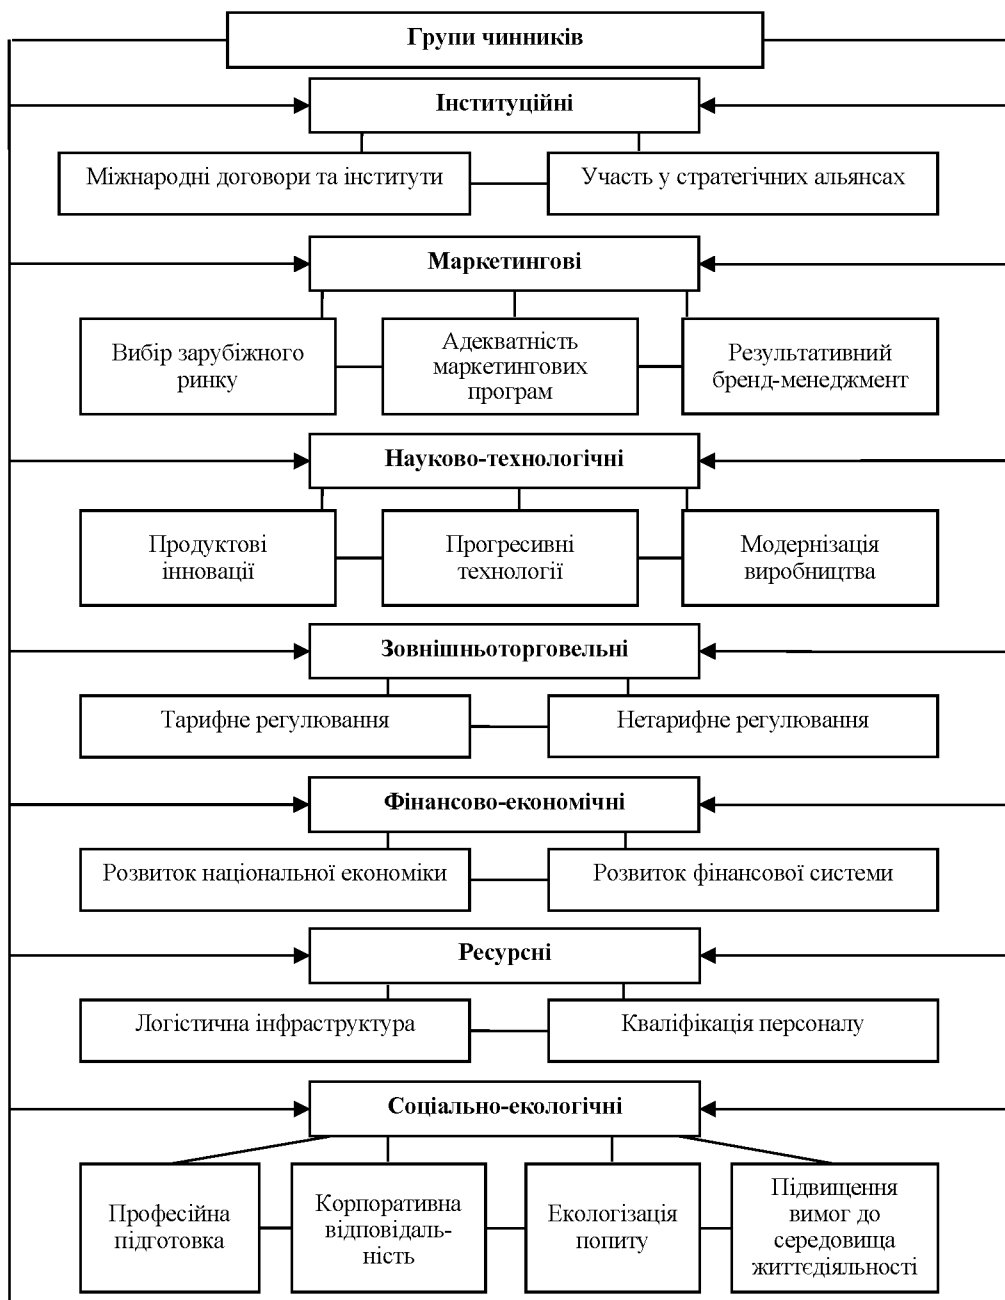 Групи чинників
Інституційні
Міжнародні договори та інститути
Участь у стратегічних альянсах
Маркетингові
Вибір зарубіжного
ринку
Адекватність
маркетингових
програм
Результативний
бренд-менеджмент
Науково-технологічні
Продуктові
інновації
Прогресивні
технології
Модернізація
виробництва
Зовнішньоторговельні
Тарифне регулювання
Нетарифне регулювання
Фінансово-економічні
Розвиток національної економіки
Розвиток фінансової системи
Ресурсні
Логістична інфраструктура
Кваліфікація персоналу
Соціально-екологічні
Професійна
підготовка
Корпоративна
відповідаль-
ність
Екологізація
попиту
Підвищення
вимог до
середовища
життєдіяльності